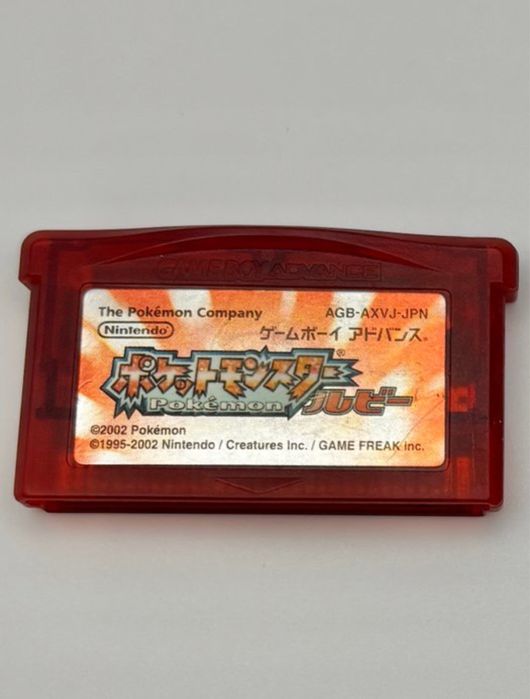 GAME BOY ADVANCE
The Pokémon Company AGB-AXVJ-JPN
Nintendo ゲームボーイ アドバンス®
ポケットモンスター®
Pokémon ルビー
©2002 Pokémon
©1995-2002 Nintendo / Creatures Inc. / GAME FREAK inc.